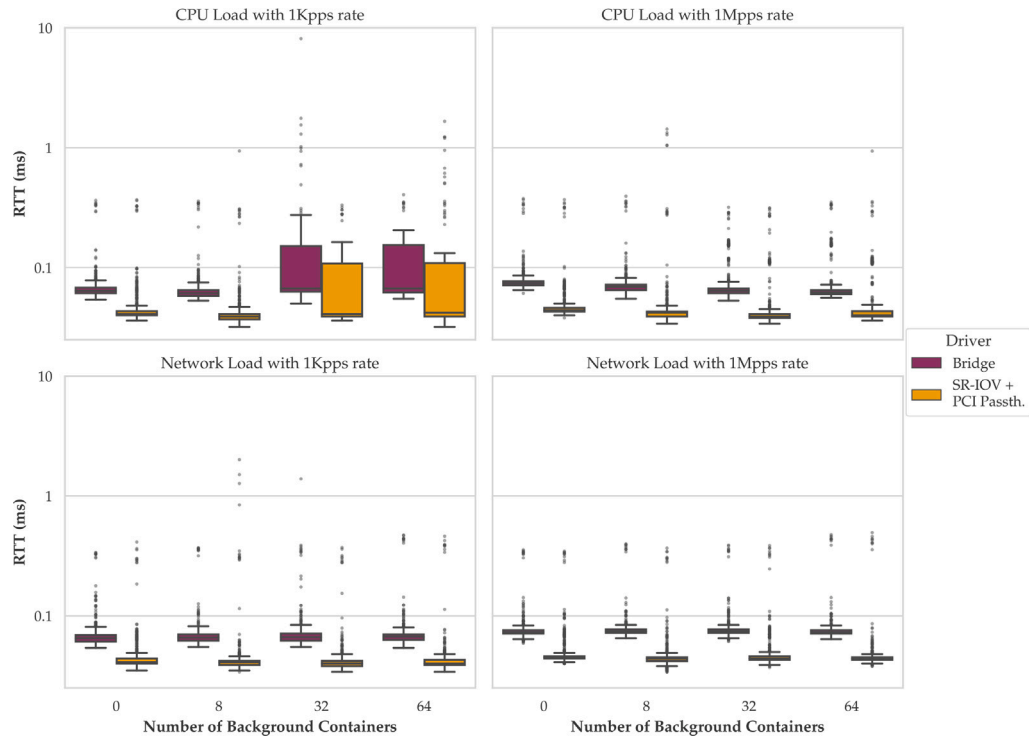 CPU Load with 1Kpps rate
CPU Load with 1Mpps rate
10
1
0.1
RTT (ms)
Network Load with 1Kpps rate
Network Load with 1Mpps rate
10
1
0.1
RTT (ms)
0
8
32
64
0
8
32
64
Number of Background Containers
Number of Background Containers
Driver
Bridge
SR-IOV +
PCI Passth.